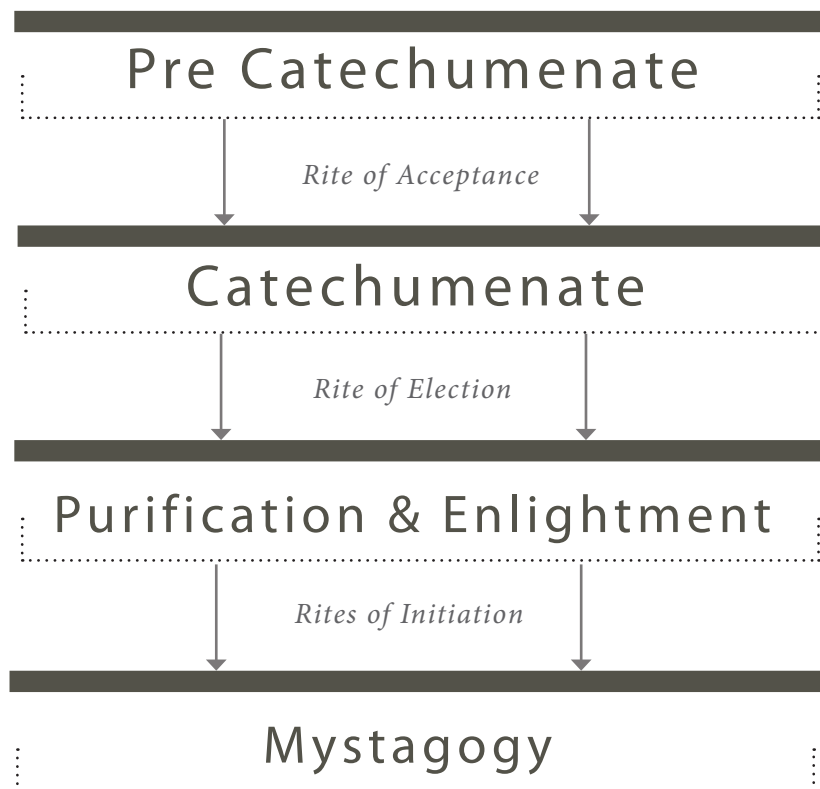 Pre Catechumenate
Rite of Acceptance
Catechumenate
Rite of Election
Purification & Enlightment
Rites of Initiation
Mystagogy